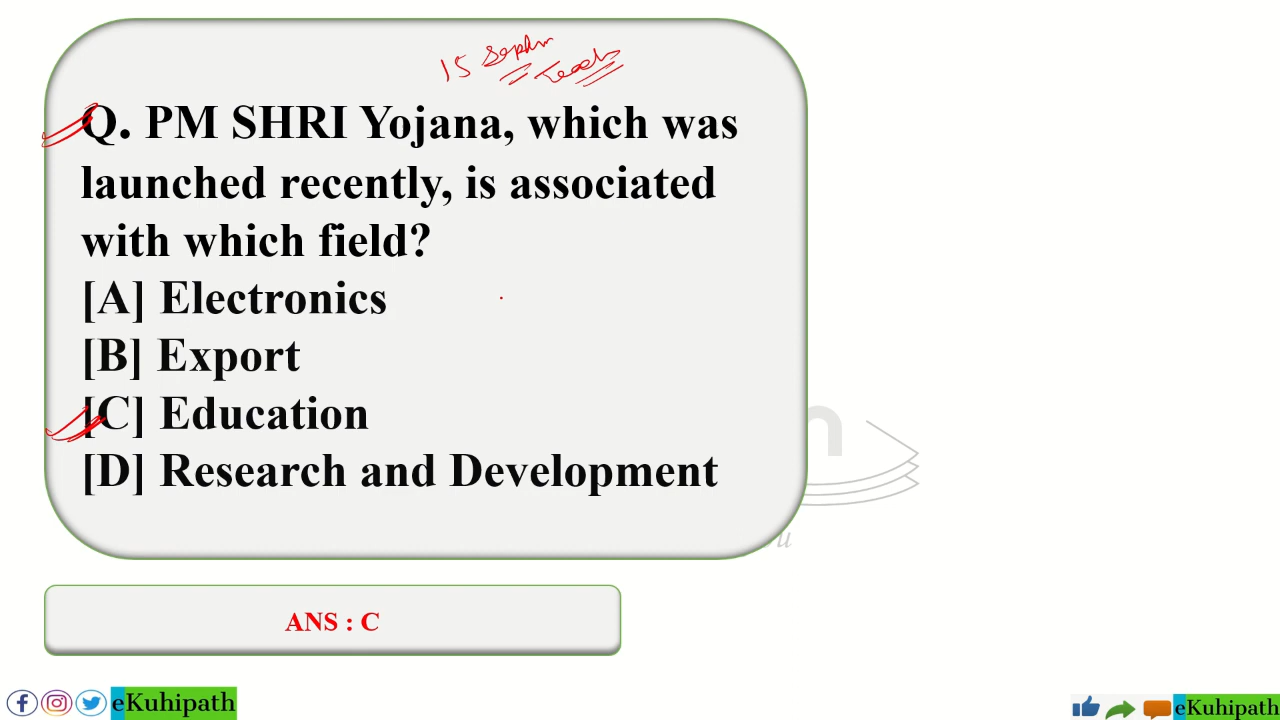 15 Septem
Teach
Q. PM SHRI Yojana, which was
launched recently, is associated
with which field?
[A] Electronics
[B] Export
[C] Education
[D] Research and Development
ANS : C
eKuhipath
eKuhipath